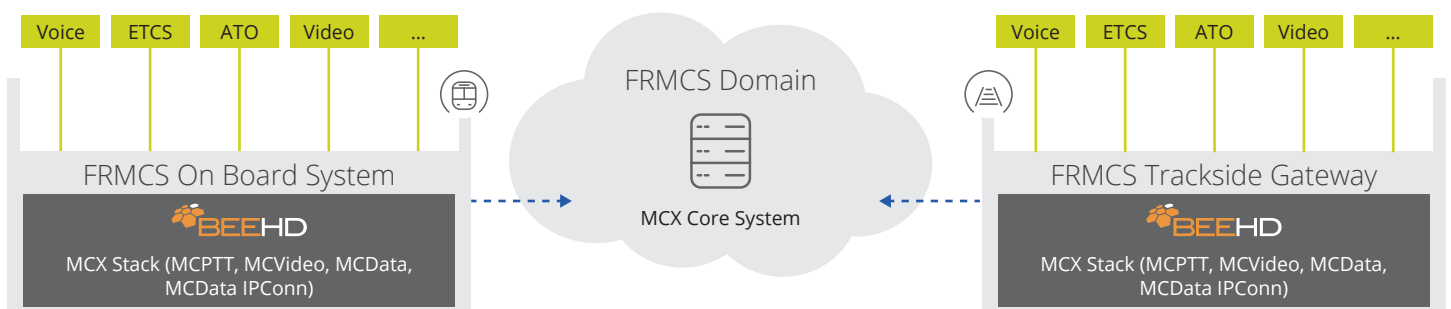 Voice ETCS ATO Video ...
FRMCS On Board System
BEEHD
MCX Stack (MCPTT, MCVideo, MCData,
MCData IPConn)
FRMCS Domain
MCX Core System
Voice ETCS ATO Video ...
FRMCS Trackside Gateway
BEEHD
MCX Stack (MCPTT, MCVideo, MCData,
MCData IPConn)